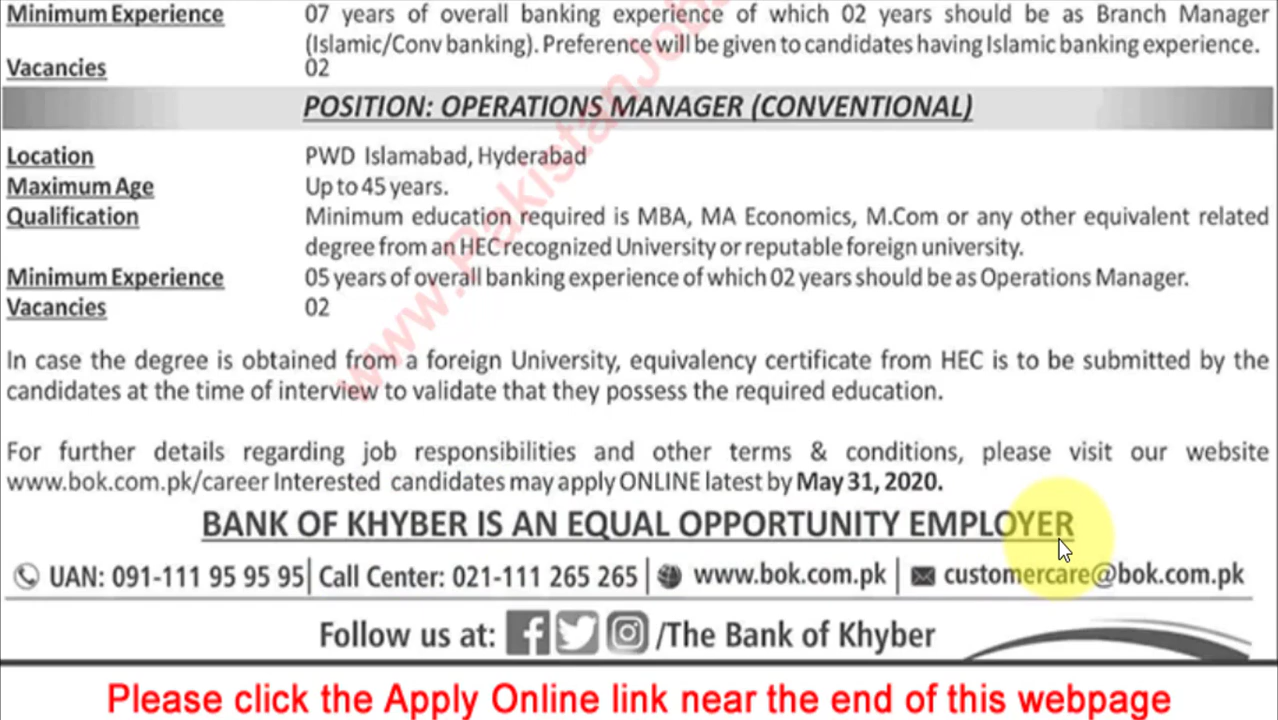 Minimum Experience 07 years of overall banking experience of which 02 years should be as Branch Manager
(Islamic/Conv banking). Preference will be given to candidates having Islamic banking experience.
Vacancies 02
POSITION: OPERATIONS MANAGER (CONVENTIONAL)
Location PWD Islamabad, Hyderabad
Maximum Age Up to 45 years.
Qualification Minimum education required is MBA, MA Economics, M.Com or any other equivalent related
degree from an HEC recognized University or reputable foreign university.
Minimum Experience 05 years of overall banking experience of which 02 years should be as Operations Manager.
Vacancies 02
In case the degree is obtained from a foreign University, equivalency certificate from HEC is to be submitted by the
candidates at the time of interview to validate that they possess the required education.
For further details regarding job responsibilities and other terms & conditions, please visit our website
www.bok.com.pk/career Interested candidates may apply ONLINE latest by May 31, 2020.
BANK OF KHYBER IS AN EQUAL OPPORTUNITY EMPLOYER
UAN: 091-111 95 95 95| Call Center: 021-111 265 265 | www.bok.com.pk | customercare@bok.com.pk
Follow us at: /The Bank of Khyber
Please click the Apply Online link near the end of this webpage
www.PakistanJobs